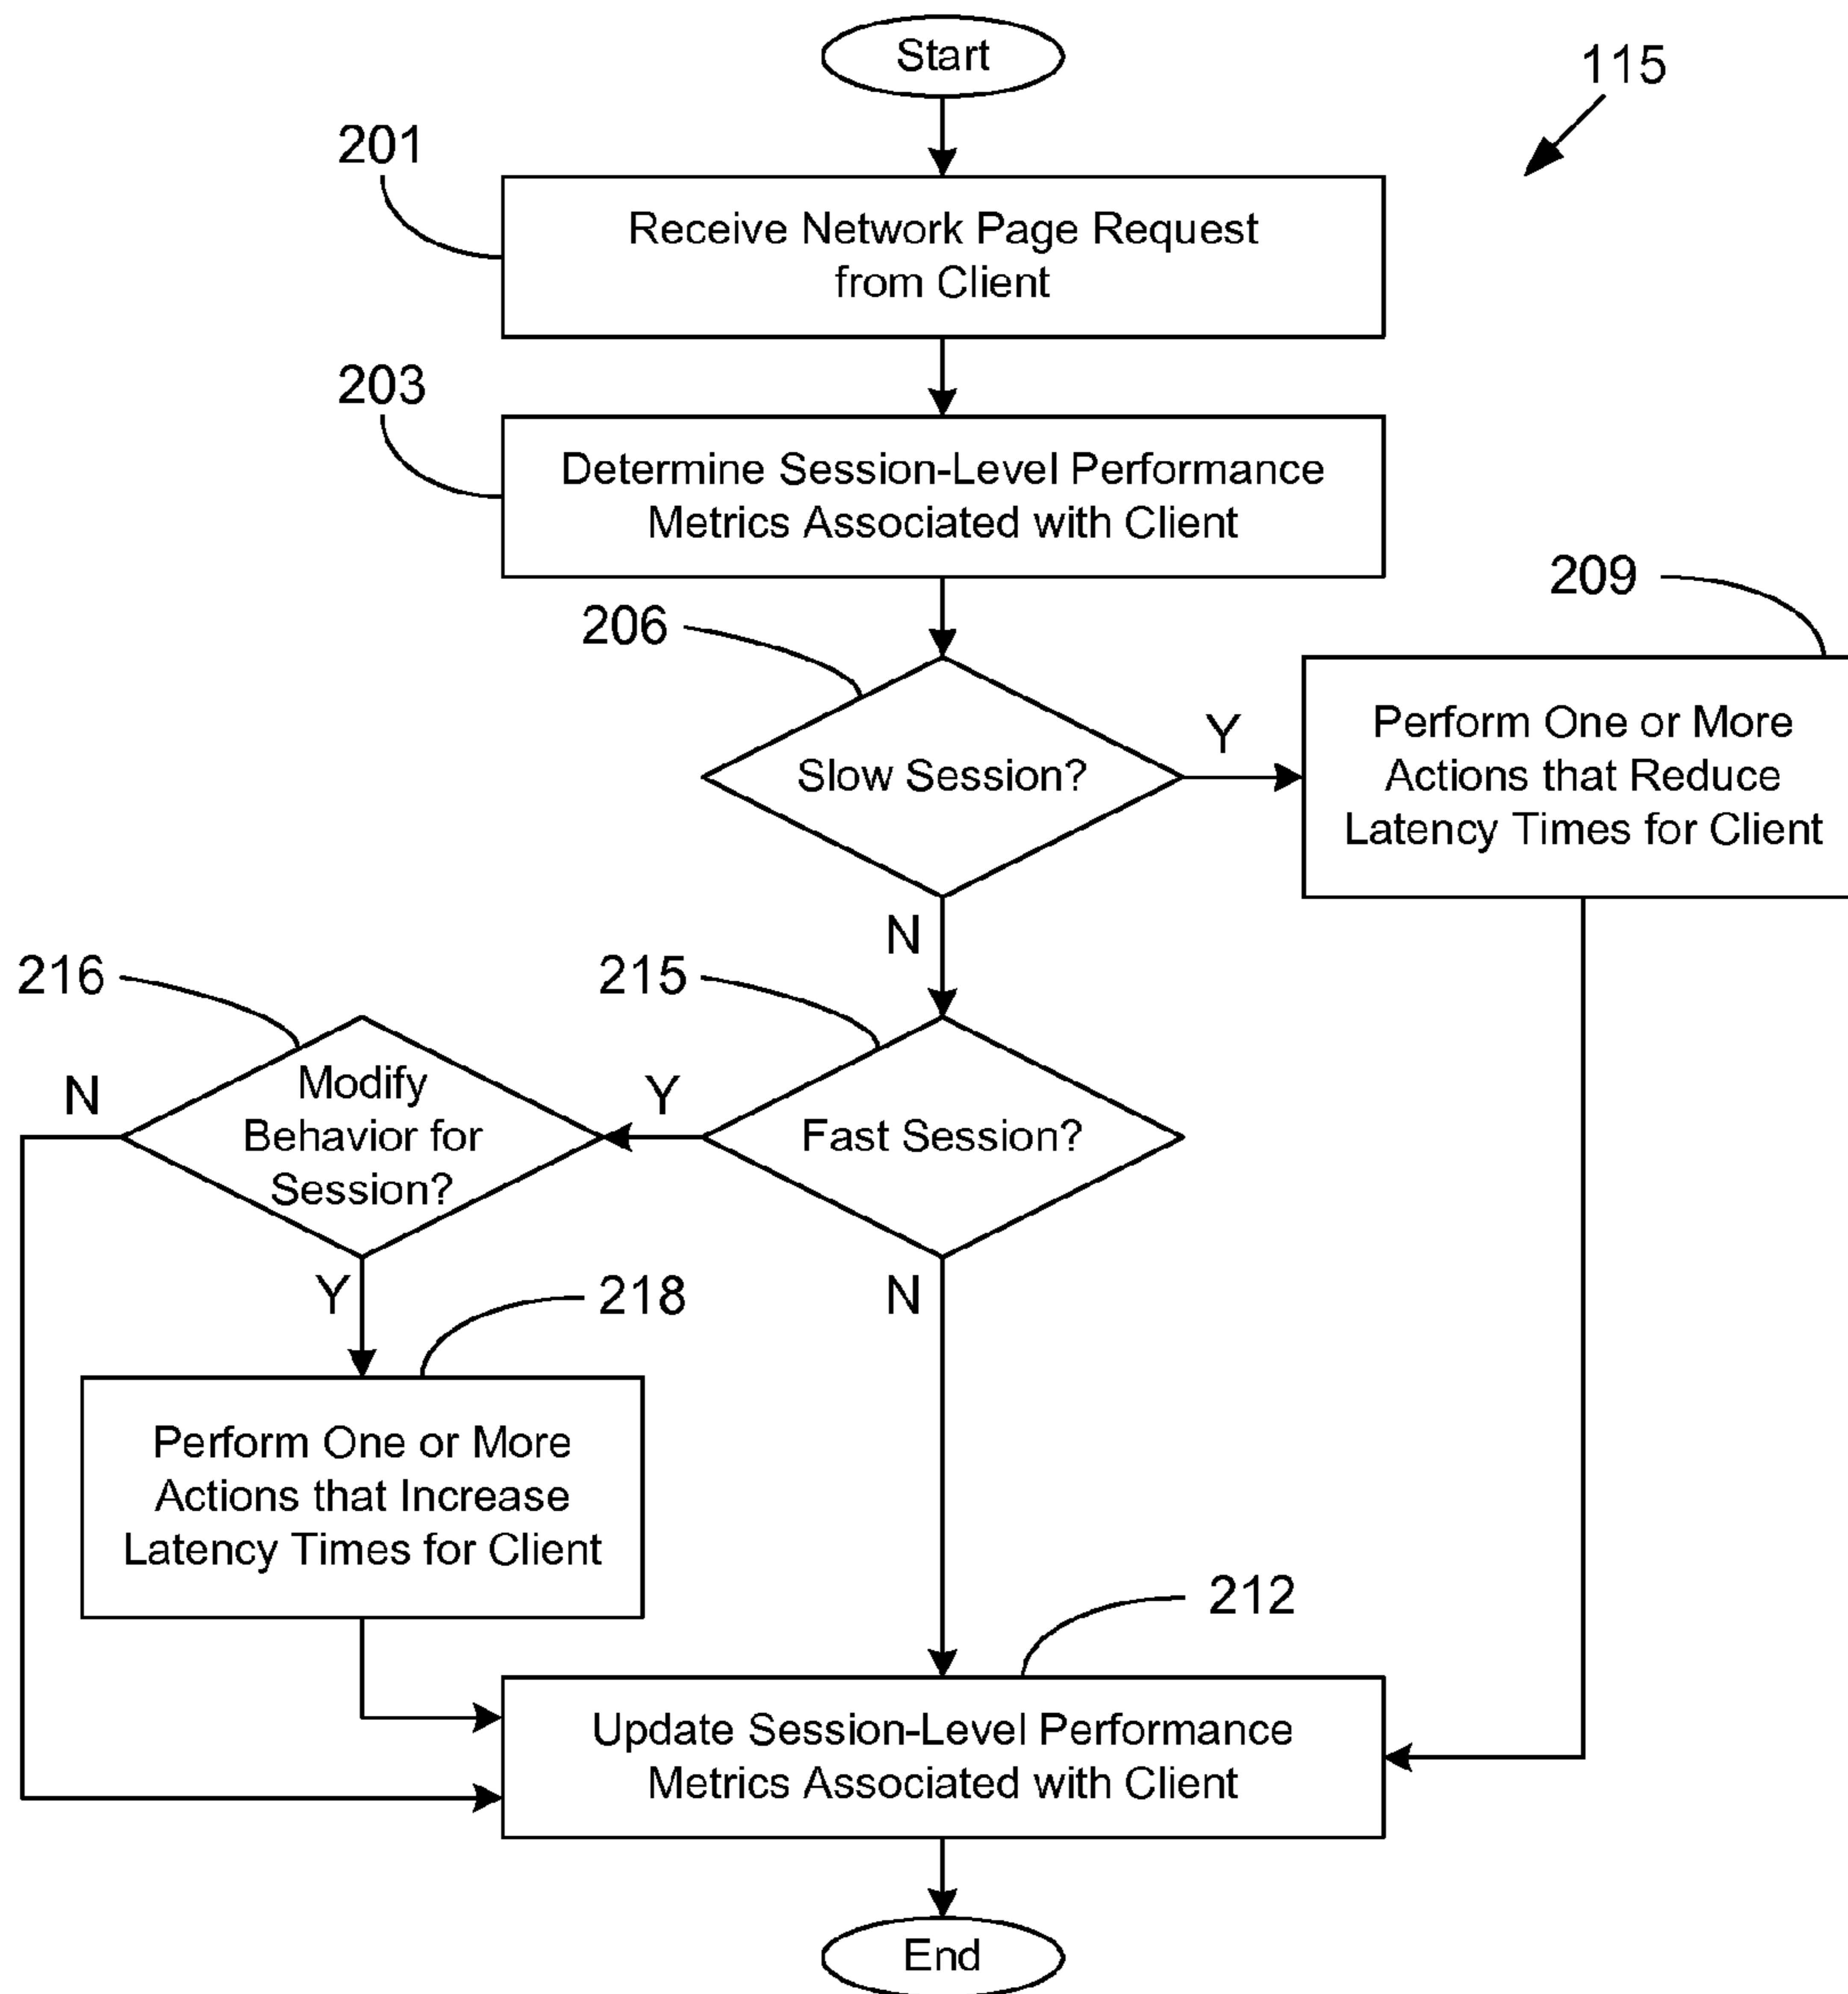 Start
115
201
Receive Network Page Request
from Client
203
Determine Session-Level Performance
Metrics Associated with Client
209
206
Slow Session?
Y
Perform One or More
Actions that Reduce
Latency Times for Client
N
216
215
N
Modify
Behavior for
Session?
Y
Fast Session?
Y
218
N
Perform One or More
Actions that Increase
Latency Times for Client
212
Update Session-Level Performance
Metrics Associated with Client
End